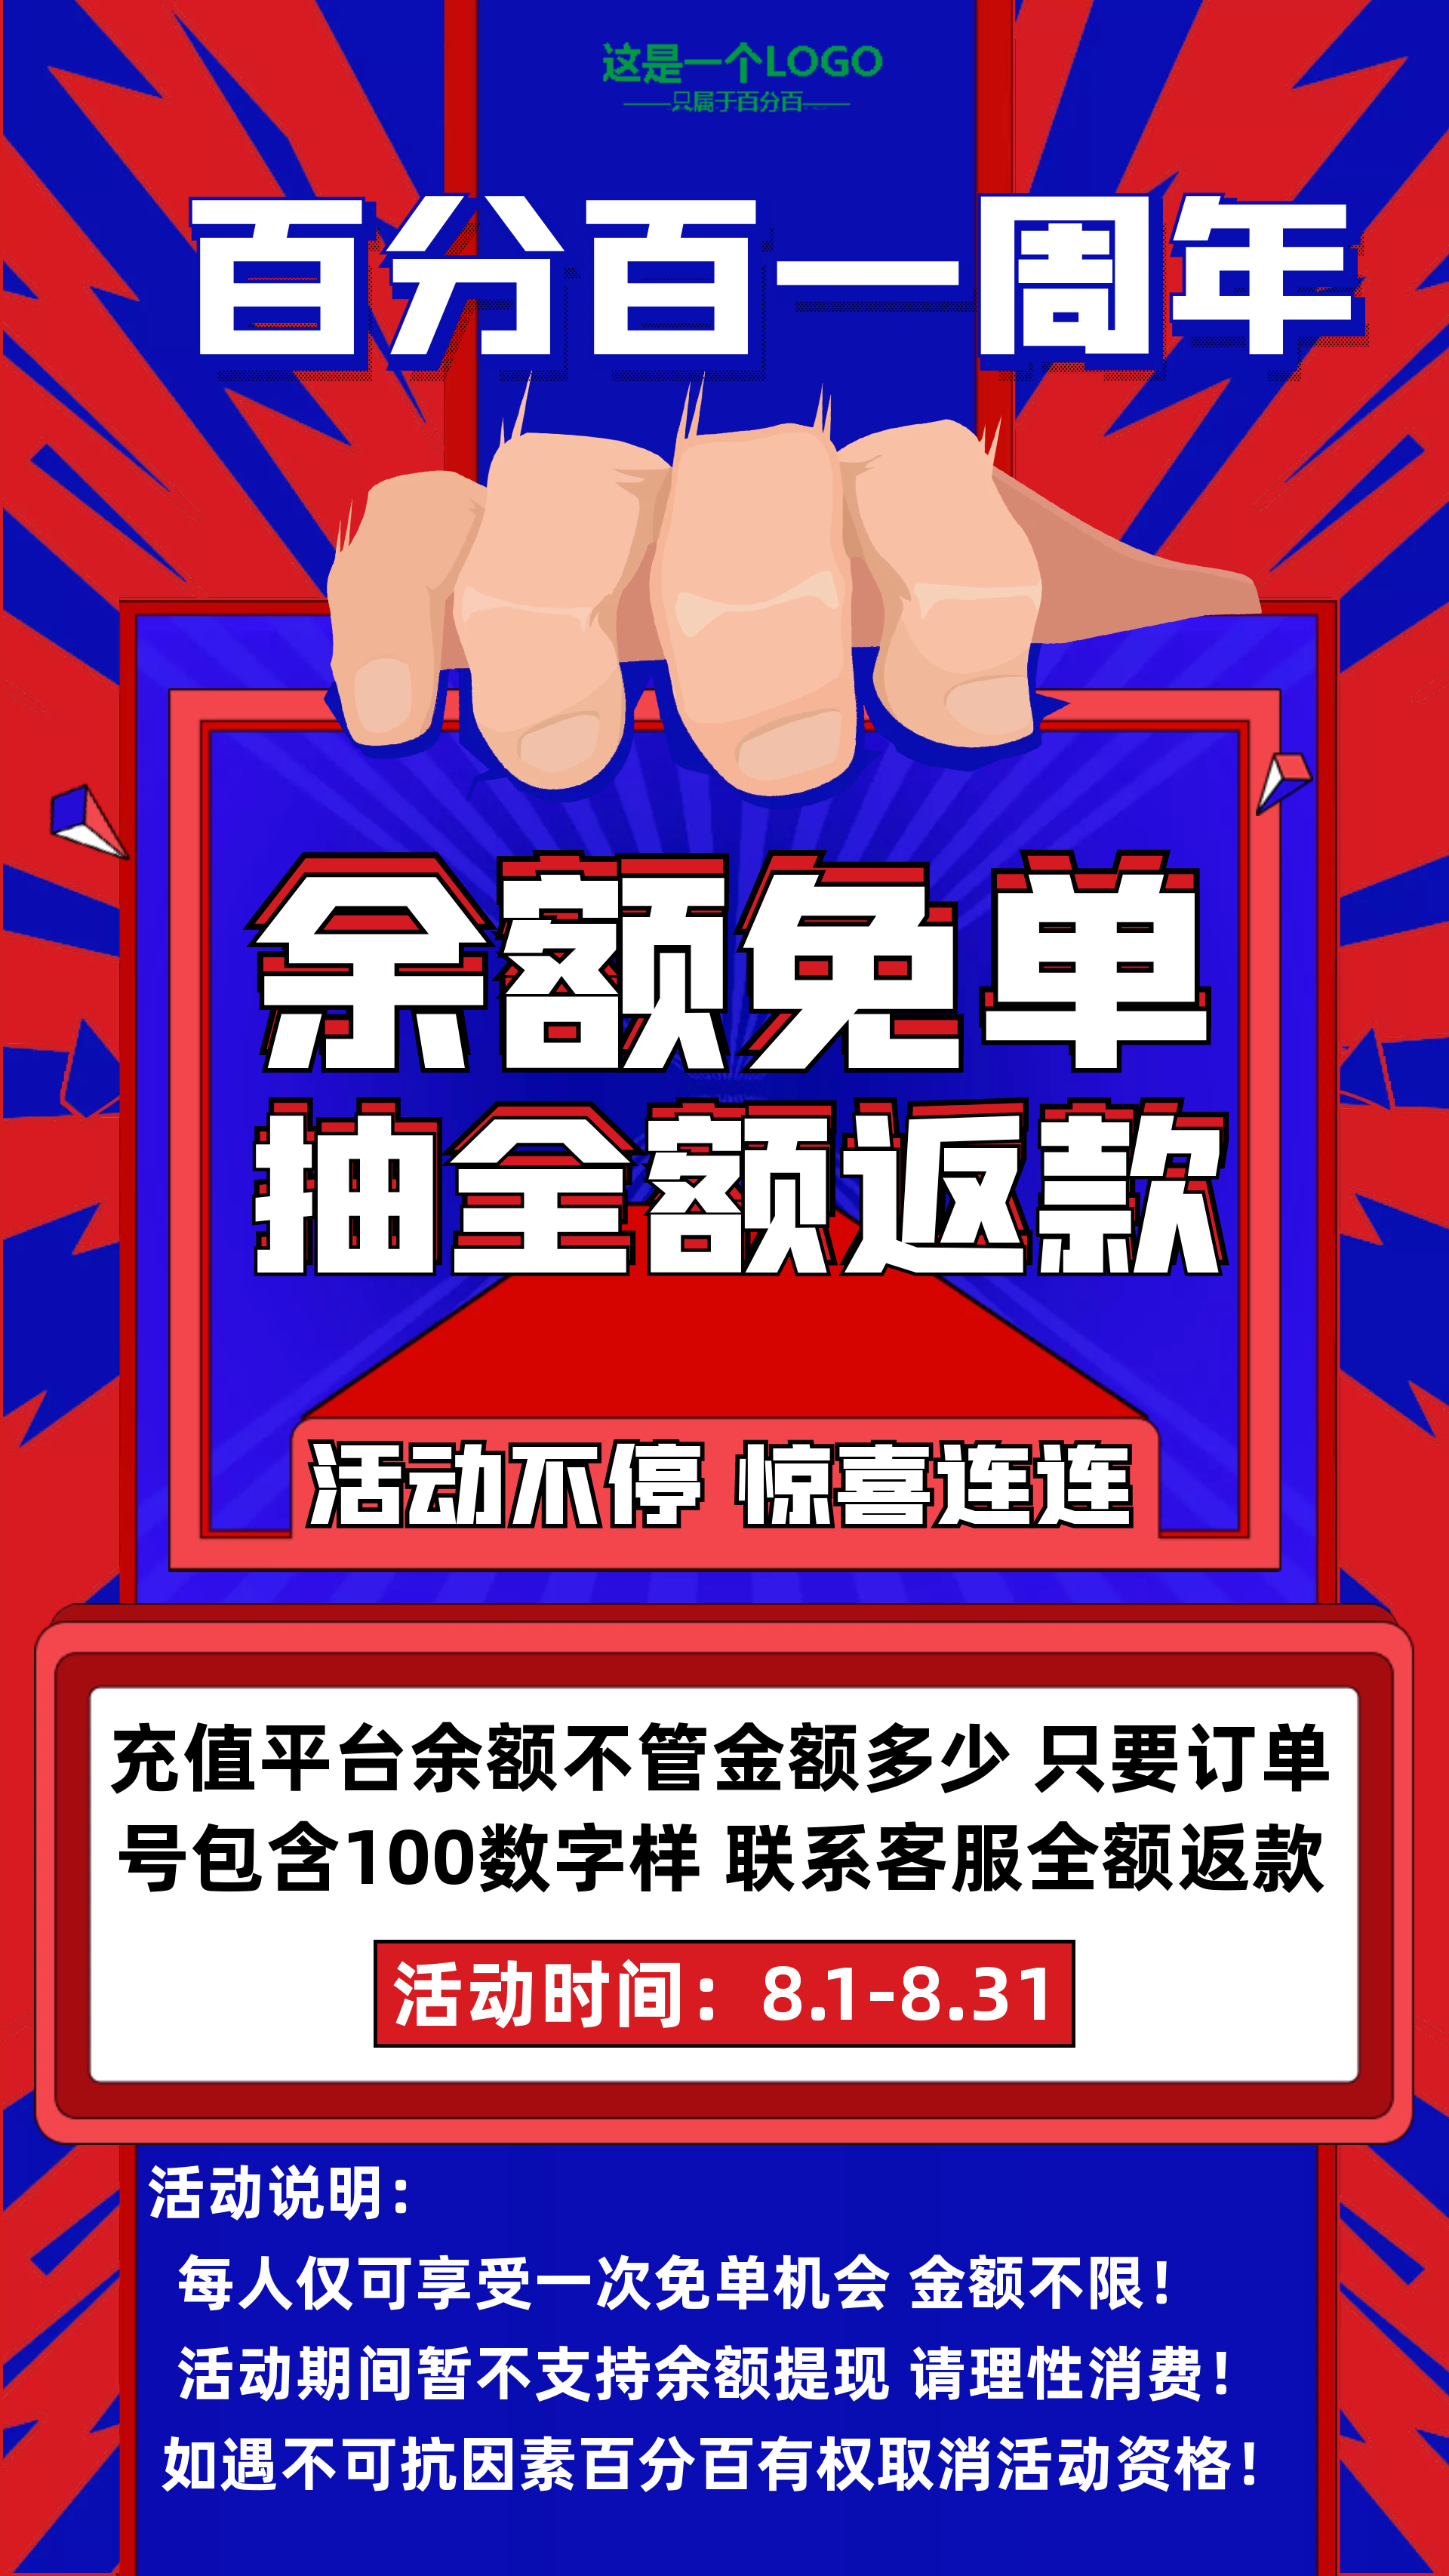 这是一个LOGO
——只属于百分百——
百分百一周年
余额免单
抽全额返款
活动不停 惊喜连连
充值平台余额不管金额多少 只要订单
号包含100数字样 联系客服全额返款
活动时间：8.1-8.31
活动说明：
每人仅可享受一次免单机会 金额不限！
活动期间暂不支持余额提现 请理性消费！
如遇不可抗因素百分百有权取消活动资格！